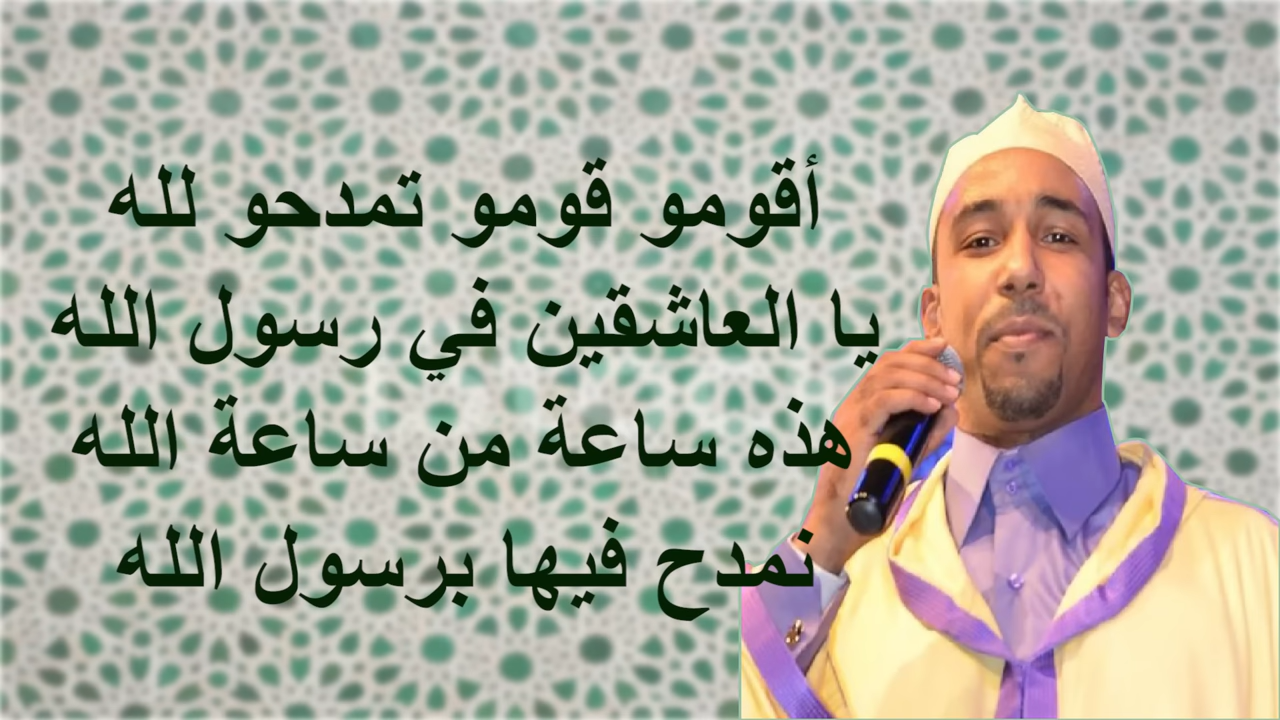 أقومو قومو تمدحو لله
يا العاشقين في رسول الله
هذه ساعة من ساعة الله
نمدح فيها برسول الله